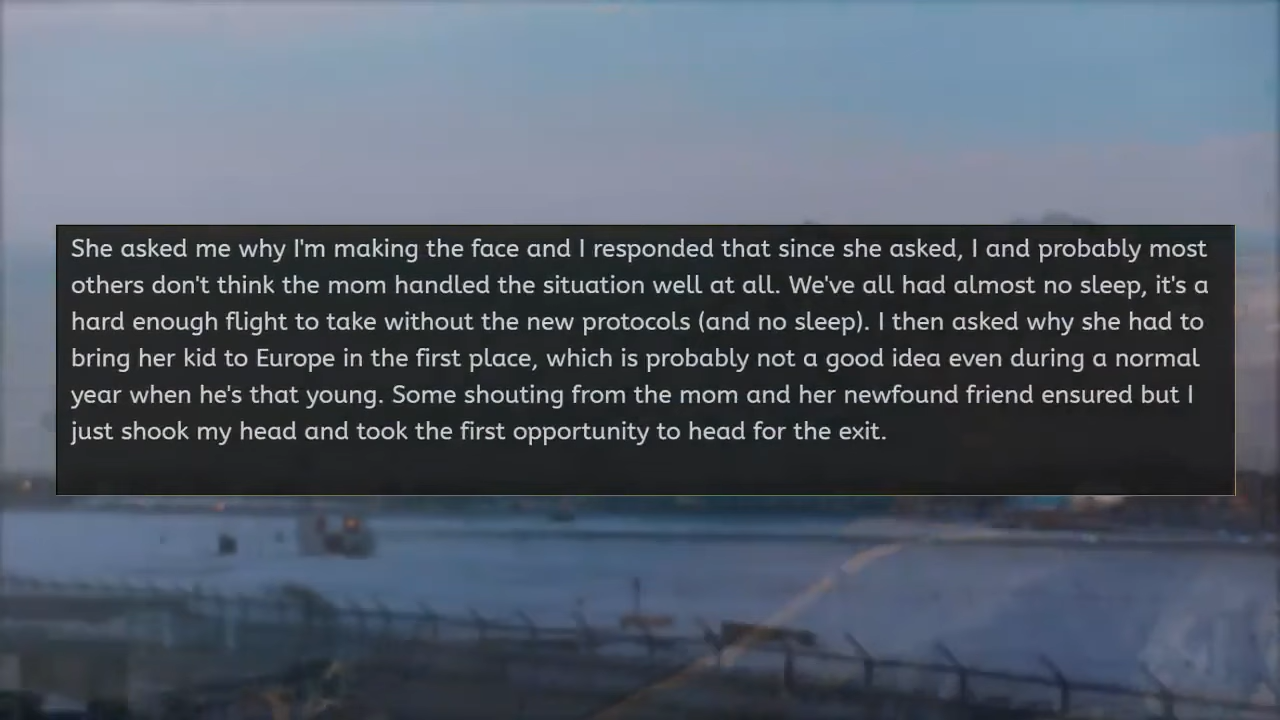 She asked me why I'm making the face and I responded that since she asked, I and probably most
others don't think the mom handled the situation well at all. We've all had almost no sleep, it's a
hard enough flight to take without the new protocols (and no sleep). I then asked why she had to
bring her kid to Europe in the first place, which is probably not a good idea even during a normal
year when he's that young. Some shouting from the mom and her newfound friend ensured but I
just shook my head and took the first opportunity to head for the exit.